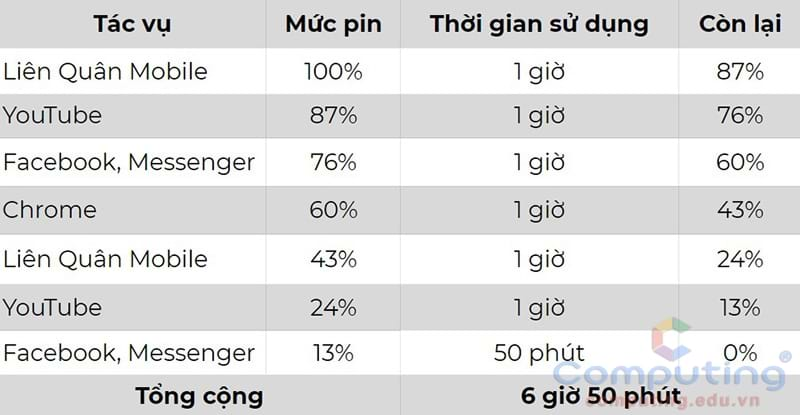 Tác vụ Mức pin Thời gian sử dụng Còn lại
Liên Quân Mobile 100% 1 giờ 87%
YouTube 87% 1 giờ 76%
Facebook, Messenger 76% 1 giờ 60%
Chrome 60% 1 giờ 43%
Liên Quân Mobile 43% 1 giờ 24%
YouTube 24% 1 giờ 13%
Facebook, Messenger 13% 50 phút 0%
Computing®
Tổng cộng 6 giờ 50 phút
computing.edu.vn